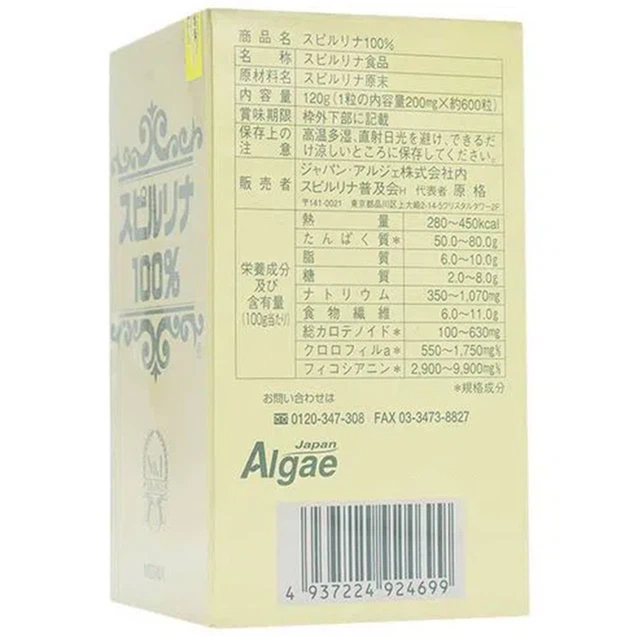 商品名 スピルリナ100%
名称 スピルリナ食品
原材料名 スピルリナ原末
内容量 120g(1粒の内容量200mg×約600粒)
賞味期限 枠外下部に記載
保存上の注意 高温多湿、直射日光を避け、できるだけ涼しいところに保存してください。
販売者 ジャパン・アルジェ株式会社内
スピルリナ普及会H 代表者 原 格
〒141-0021 東京都品川区上大崎2-14-5クリスタルタワー2F
栄養成分及び含有量(100g当たり)
熱量 280〜450kcal
たんぱく質* 50.0〜80.0g
脂質 6.0〜10.0g
糖質 2.0〜8.0g
ナトリウム 350〜1,070mg
食物繊維 6.0〜11.0g
総カロテノイド* 100〜630mg
クロロフィルa* 550〜1,750mg%
フィコシアニン* 2,900〜9,900mg%
*規格成分
お問い合わせは
0120-347-308 FAX 03-3473-8827
Japan
Algae
4 937224 924699
スピルリナ
100%
No.1